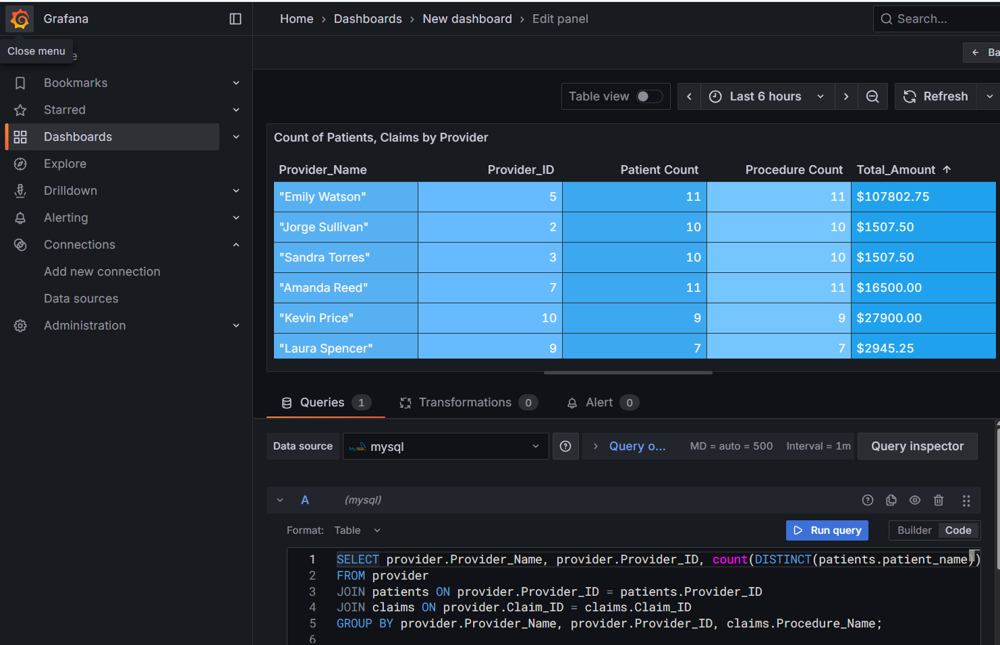 Grafana
Home › Dashboards › New dashboard › Edit panel
Search...
Close menu
Bookmarks
Starred
Dashboards
Explore
Drilldown
Alerting
Connections
Add new connection
Data sources
Administration
Table view
Last 6 hours
Refresh
Count of Patients, Claims by Provider
Provider_Name Provider_ID Patient Count Procedure Count Total_Amount ↑
"Emily Watson" 5 11 11 $107802.75
"Jorge Sullivan" 2 10 10 $1507.50
"Sandra Torres" 3 10 10 $1507.50
"Amanda Reed" 7 11 11 $16500.00
"Kevin Price" 10 9 9 $27900.00
"Laura Spencer" 9 7 7 $2945.25
Queries 1 Transformations 0 Alert 0
Data source MySQL mysql Query o... MD = auto = 500 Interval = 1m Query inspector
A (mysql)
Format: Table Run query Builder Code
1 SELECT provider.Provider_Name, provider.Provider_ID, count(DISTINCT(patients.patient_name))
2 FROM provider
3 JOIN patients ON provider.Provider_ID = patients.Provider_ID
4 JOIN claims ON provider.Claim_ID = claims.Claim_ID
5 GROUP BY provider.Provider_Name, provider.Provider_ID, claims.Procedure_Name;
6